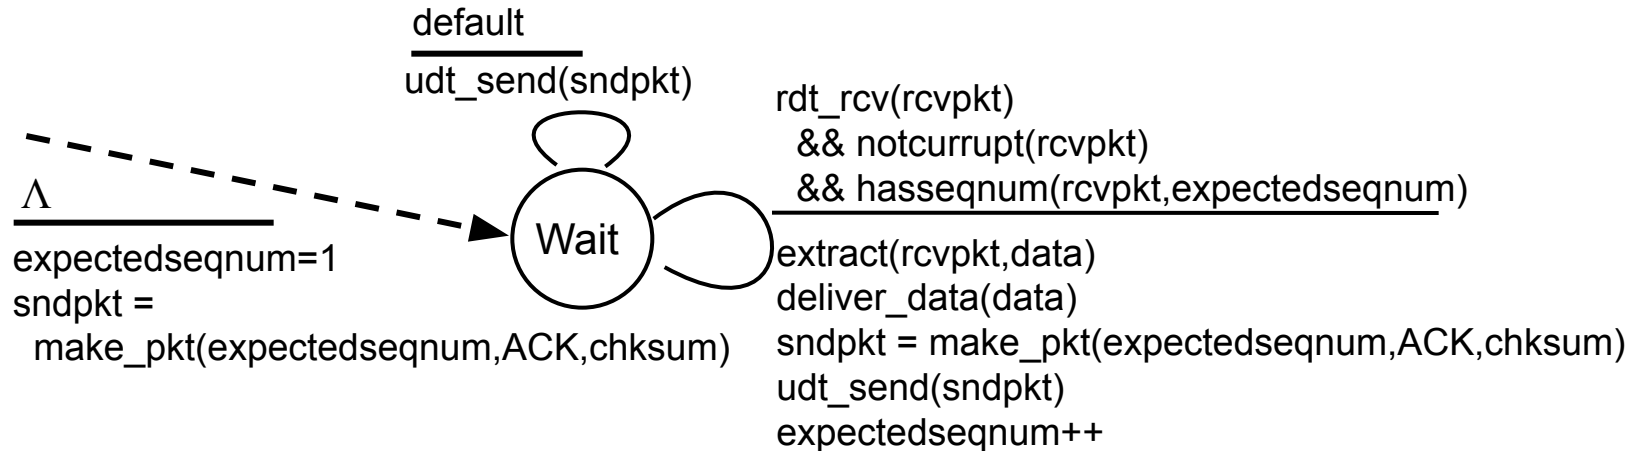 default
udt_send(sndpkt)
rdt_rcv(rcvpkt)
&& notcurrupt(rcvpkt)
&& hasseqnum(rcvpkt,expectedseqnum)
Λ
Wait
expectedseqnum=1
sndpkt =
make_pkt(expectedseqnum,ACK,chksum)
extract(rcvpkt,data)
deliver_data(data)
sndpkt = make_pkt(expectedseqnum,ACK,chksum)
udt_send(sndpkt)
expectedseqnum++